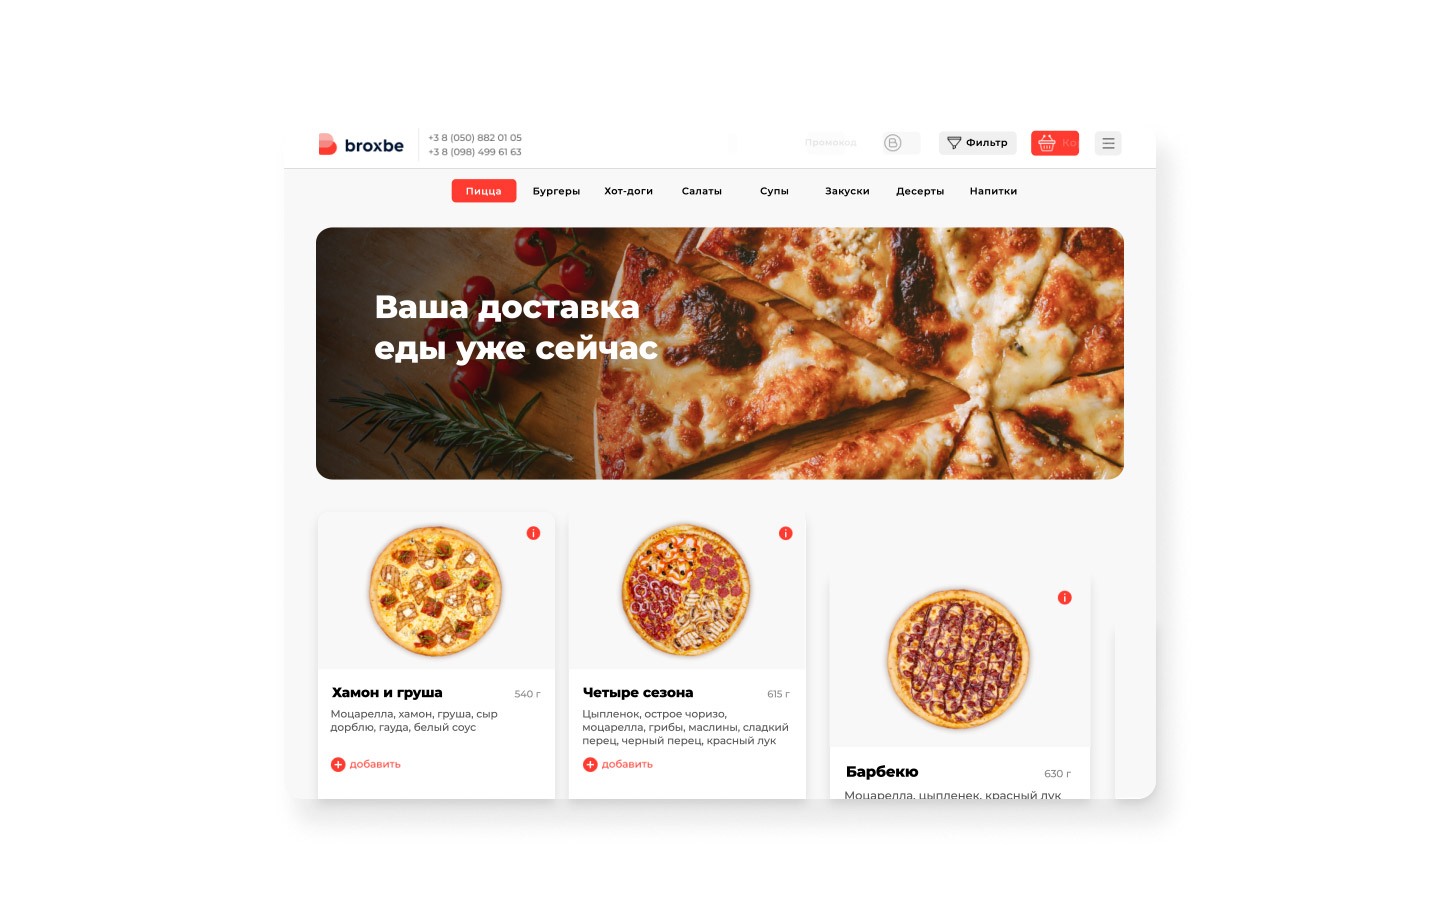 broxbe
+3 8 (050) 882 01 05
+3 8 (098) 499 61 63
Промокод
B
Фильтр
Пицца
Бургеры
Хот-доги
Салаты
Супы
Закуски
Десерты
Напитки
Ваша доставка
еды уже сейчас
Хамон и груша
540 г
Моцарелла, хамон, груша, сыр
дорблю, гауда, белый соус
добавить
Четыре сезона
615 г
Цыпленок, острое чоризо,
моцарелла, грибы, маслины, сладкий
перец, черный перец, красный лук
добавить
Барбекю
630 г
Моцарелла, цыпленек, красный лук